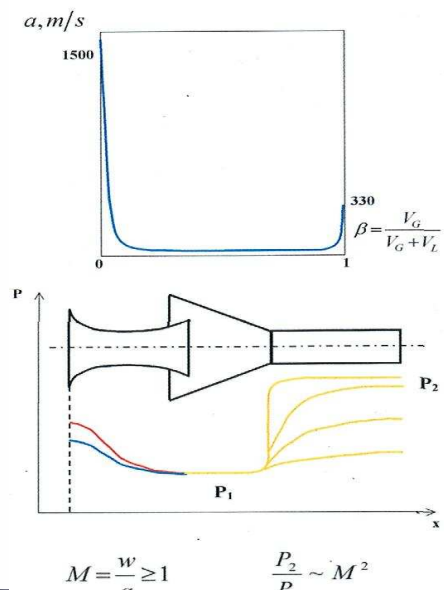 a, m/s
1500
330
β = V_G / (V_G + V_L)
0 1
P
P₂
P₁
x
M = w/a ≥ 1 P₂/P ~ M²